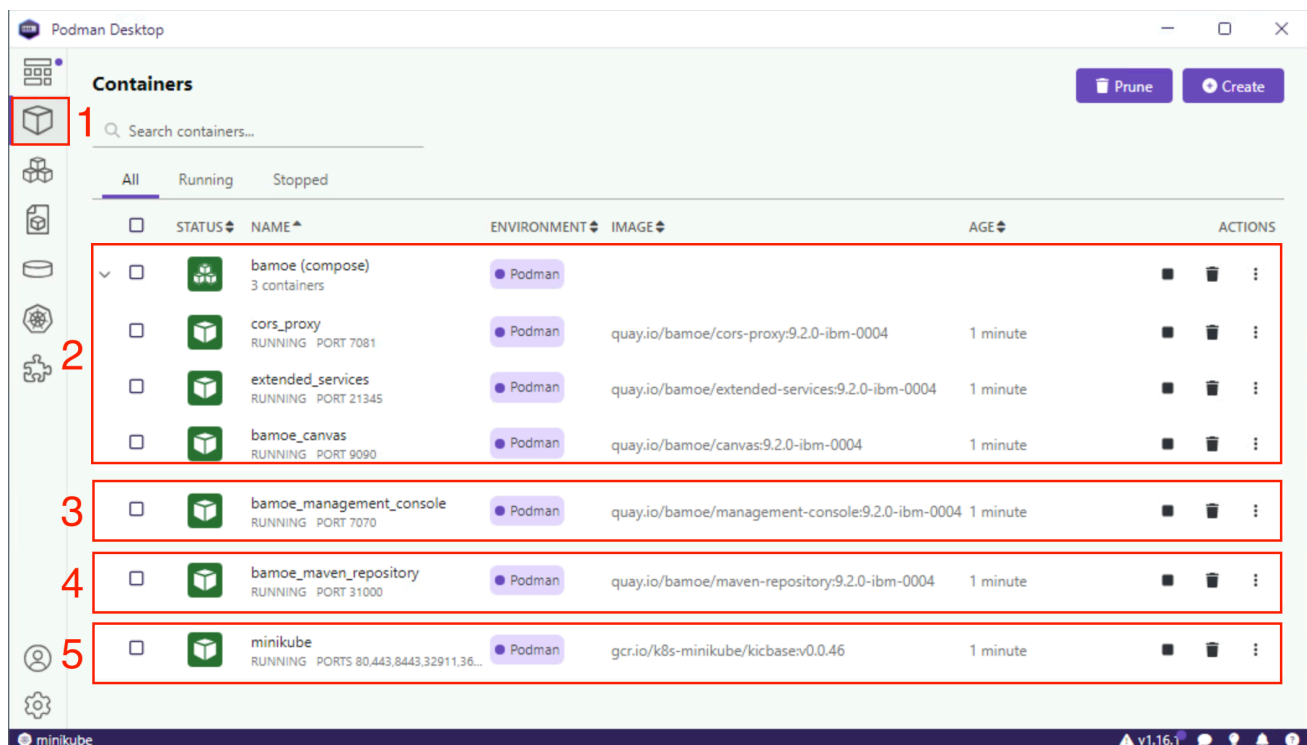 Podman Desktop
Containers
Prune
Create
1
Search containers...
All Running Stopped
STATUS NAME ENVIRONMENT IMAGE AGE ACTIONS
bamoe (compose)
3 containers
Podman
cors_proxy
RUNNING PORT 7081
Podman
quay.io/bamoe/cors-proxy:9.2.0-ibm-0004
1 minute
2
extended_services
RUNNING PORT 21345
Podman
quay.io/bamoe/extended-services:9.2.0-ibm-0004
1 minute
bamoe_canvas
RUNNING PORT 9090
Podman
quay.io/bamoe/canvas:9.2.0-ibm-0004
1 minute
3
bamoe_management_console
RUNNING PORT 7070
Podman
quay.io/bamoe/management-console:9.2.0-ibm-0004
1 minute
4
bamoe_maven_repository
RUNNING PORT 31000
Podman
quay.io/bamoe/maven-repository:9.2.0-ibm-0004
1 minute
5
minikube
RUNNING PORTS 80,443,8443,32911,36...
Podman
gcr.io/k8s-minikube/kicbase:v0.0.46
1 minute
minikube
v1.16.1